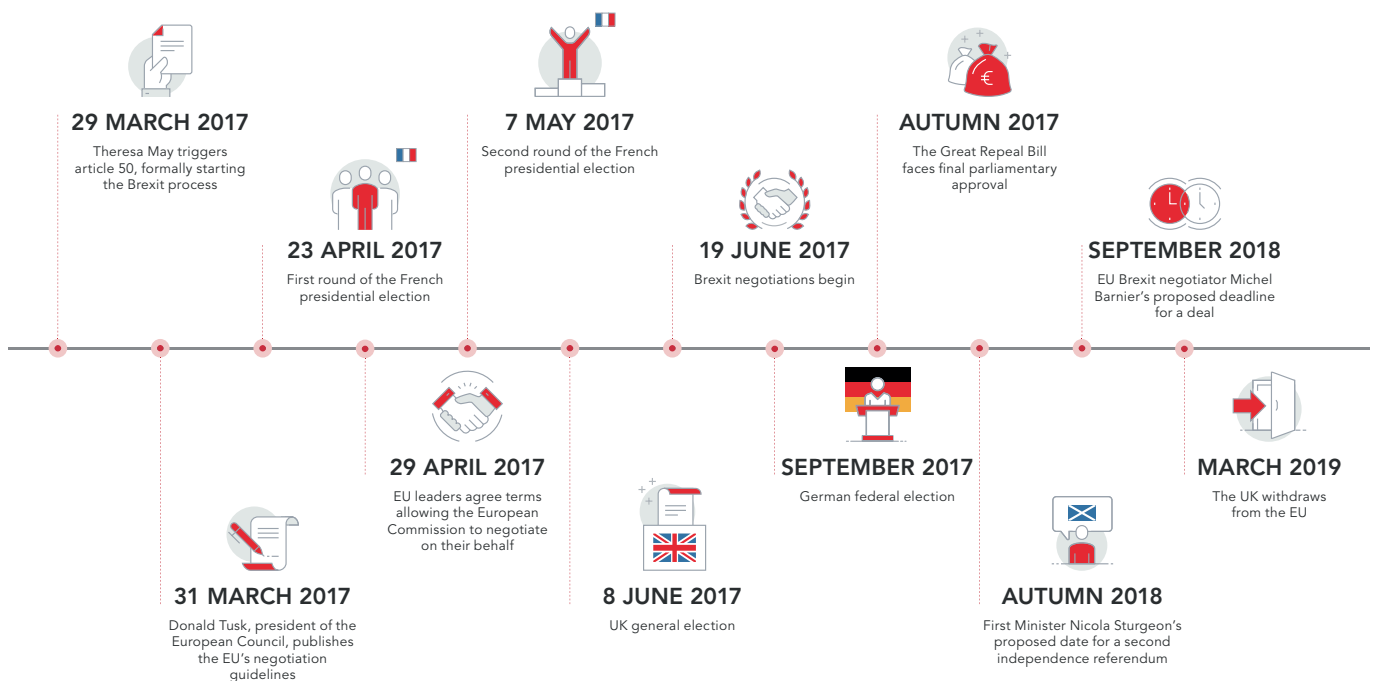 29 MARCH 2017
Theresa May triggers
article 50, formally starting
the Brexit process
31 MARCH 2017
Donald Tusk, president of the
European Council, publishes
the EU's negotiation
guidelines
23 APRIL 2017
First round of the French
presidential election
29 APRIL 2017
EU leaders agree terms
allowing the European
Commission to negotiate
on their behalf
7 MAY 2017
Second round of the French
presidential election
8 JUNE 2017
UK general election
19 JUNE 2017
Brexit negotiations begin
SEPTEMBER 2017
German federal election
AUTUMN 2017
The Great Repeal Bill
faces final parliamentary
approval
€
AUTUMN 2018
First Minister Nicola Sturgeon's
proposed date for a second
independence referendum
SEPTEMBER 2018
EU Brexit negotiator Michel
Barnier's proposed deadline
for a deal
MARCH 2019
The UK withdraws
from the EU